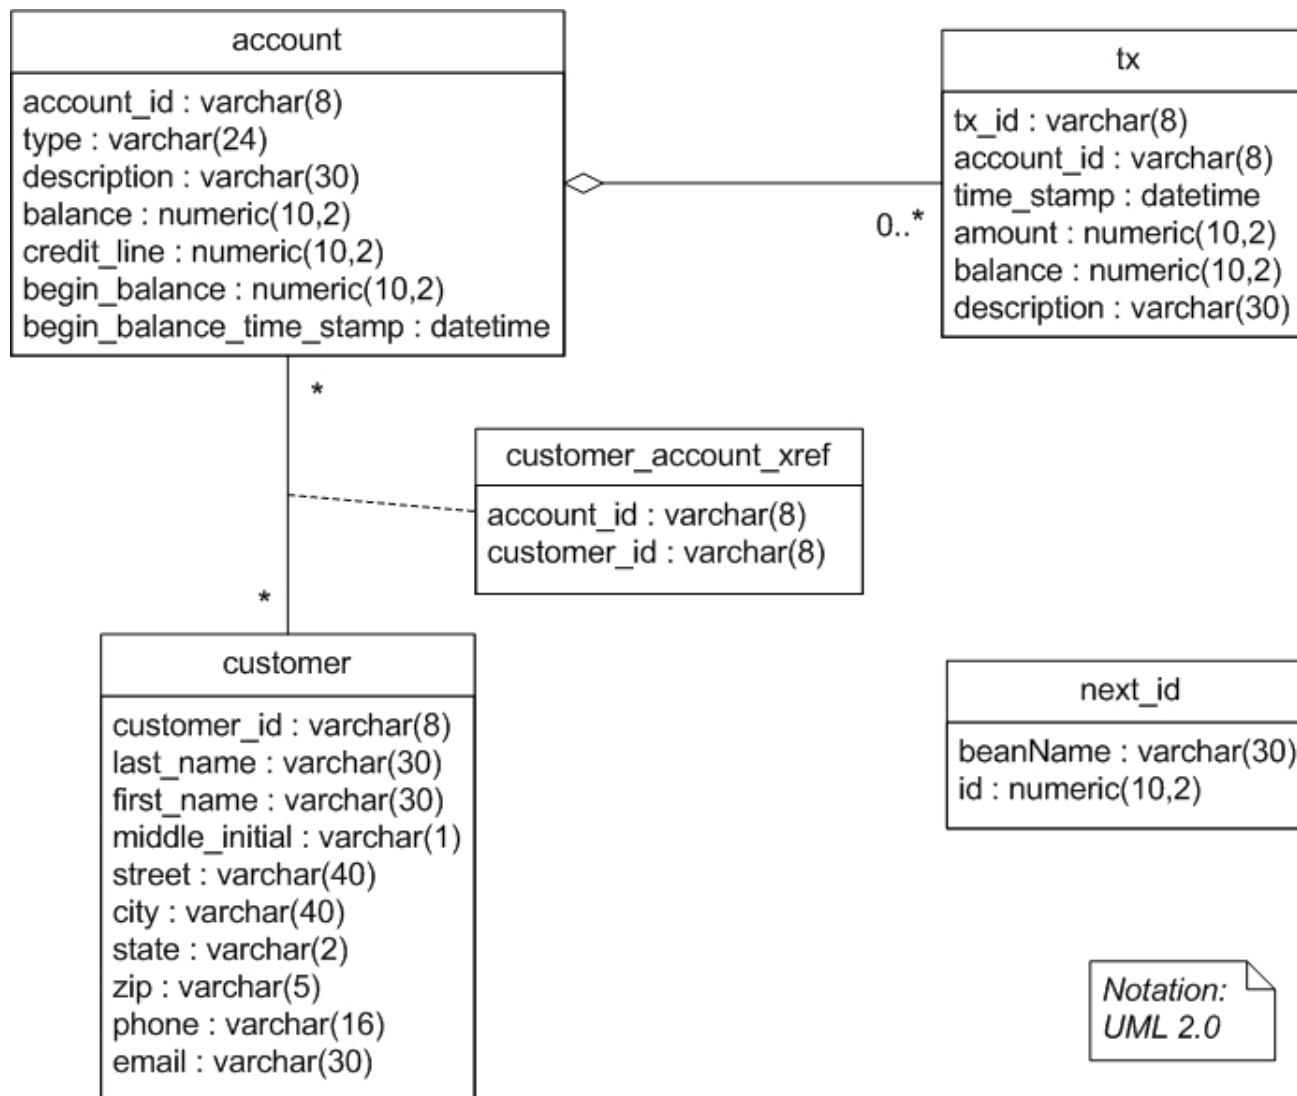 account
account_id : varchar(8)
type : varchar(24)
description : varchar(30)
balance : numeric(10,2)
credit_line : numeric(10,2)
begin_balance : numeric(10,2)
begin_balance_time_stamp : datetime
tx
tx_id : varchar(8)
account_id : varchar(8)
time_stamp : datetime
amount : numeric(10,2)
balance : numeric(10,2)
description : varchar(30)
0..*
*
customer_account_xref
account_id : varchar(8)
customer_id : varchar(8)
*
customer
customer_id : varchar(8)
last_name : varchar(30)
first_name : varchar(30)
middle_initial : varchar(1)
street : varchar(40)
city : varchar(40)
state : varchar(2)
zip : varchar(5)
phone : varchar(16)
email : varchar(30)
next_id
beanName : varchar(30)
id : numeric(10,2)
Notation:
UML 2.0